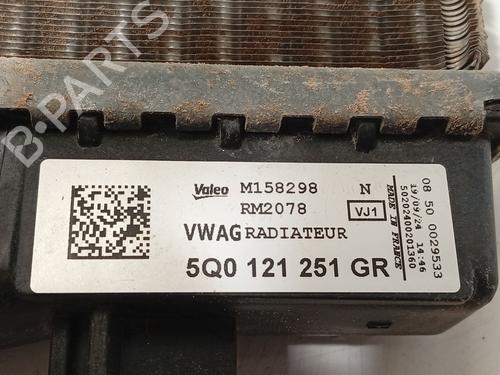 B-PARTS
Valeo M158298 N
RM2078 VJ1
VWAG RADIATEUR
5Q0 121 251 GR
MADE IN FRANCE
50202400201360
19/09/24 14:46
08 50 0029533